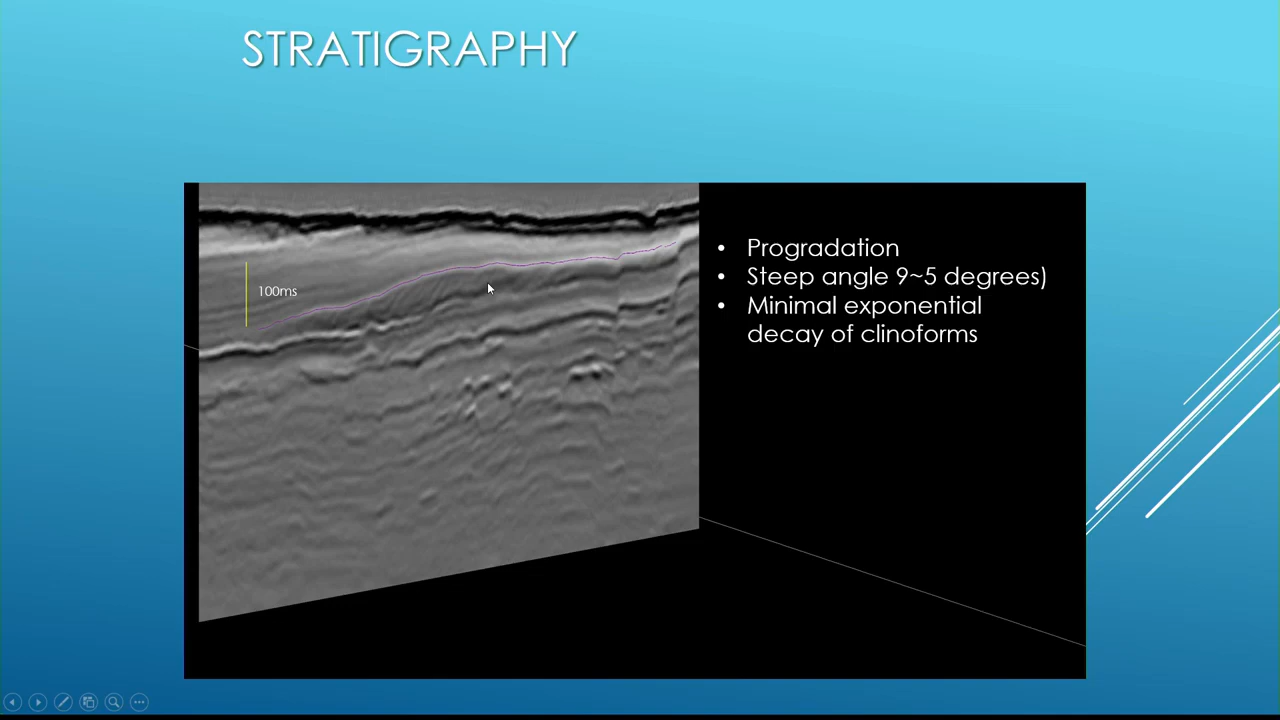 STRATIGRAPHY
100ms
• Progradation
• Steep angle 9~5 degrees)
• Minimal exponential
decay of clinoforms